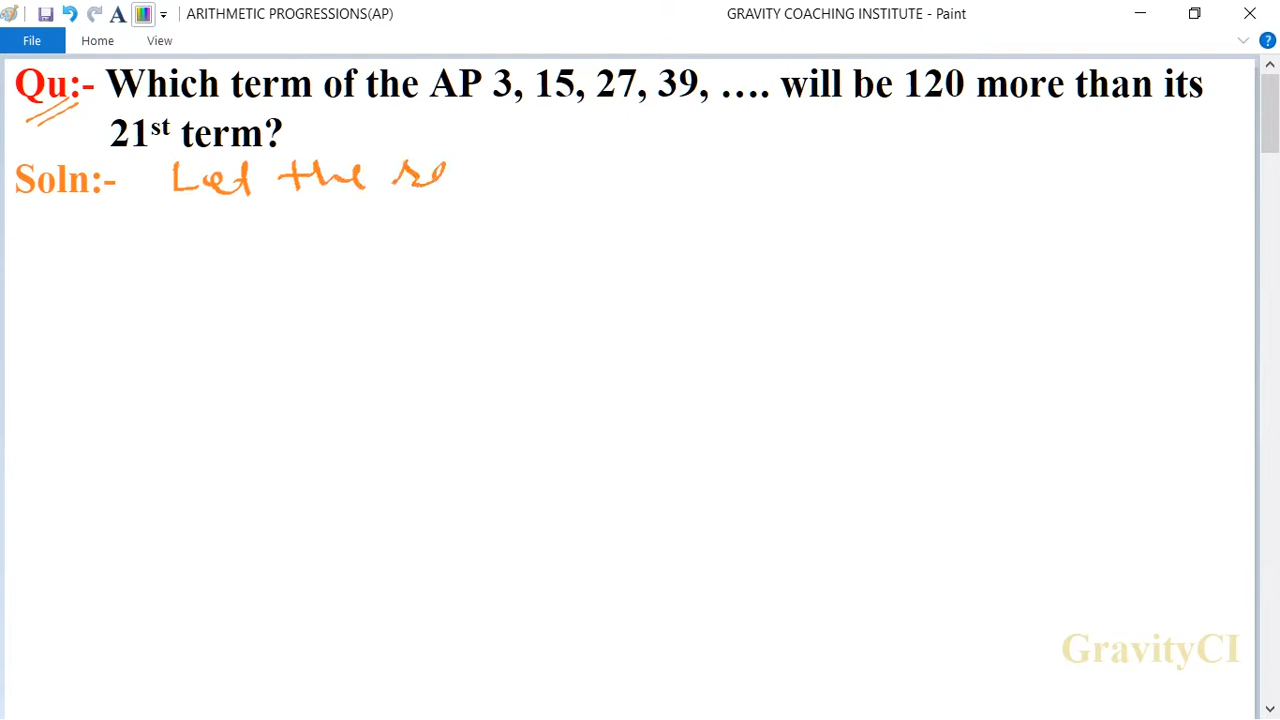 ARITHMETIC PROGRESSIONS(AP) GRAVITY COACHING INSTITUTE - Paint
File Home View
Qu:- Which term of the AP 3, 15, 27, 39, …. will be 120 more than its
21st term?
Soln:- Let the
GravityCI